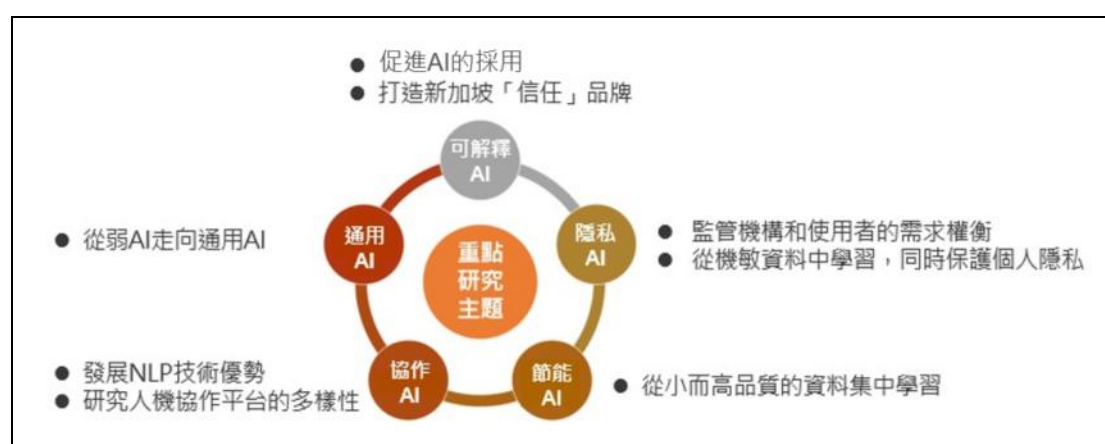 ● 促進AI的採用
● 打造新加坡「信任」品牌
可解釋
AI
通用
AI
● 從弱AI走向通用AI
重點
研究
主題
隱私
AI
● 監管機構和使用者的需求權衡
● 從機敏資料中學習，同時保護個人隱私
協作
AI
● 發展NLP技術優勢
● 研究人機協作平台的多樣性
節能
AI
● 從小而高品質的資料集中學習